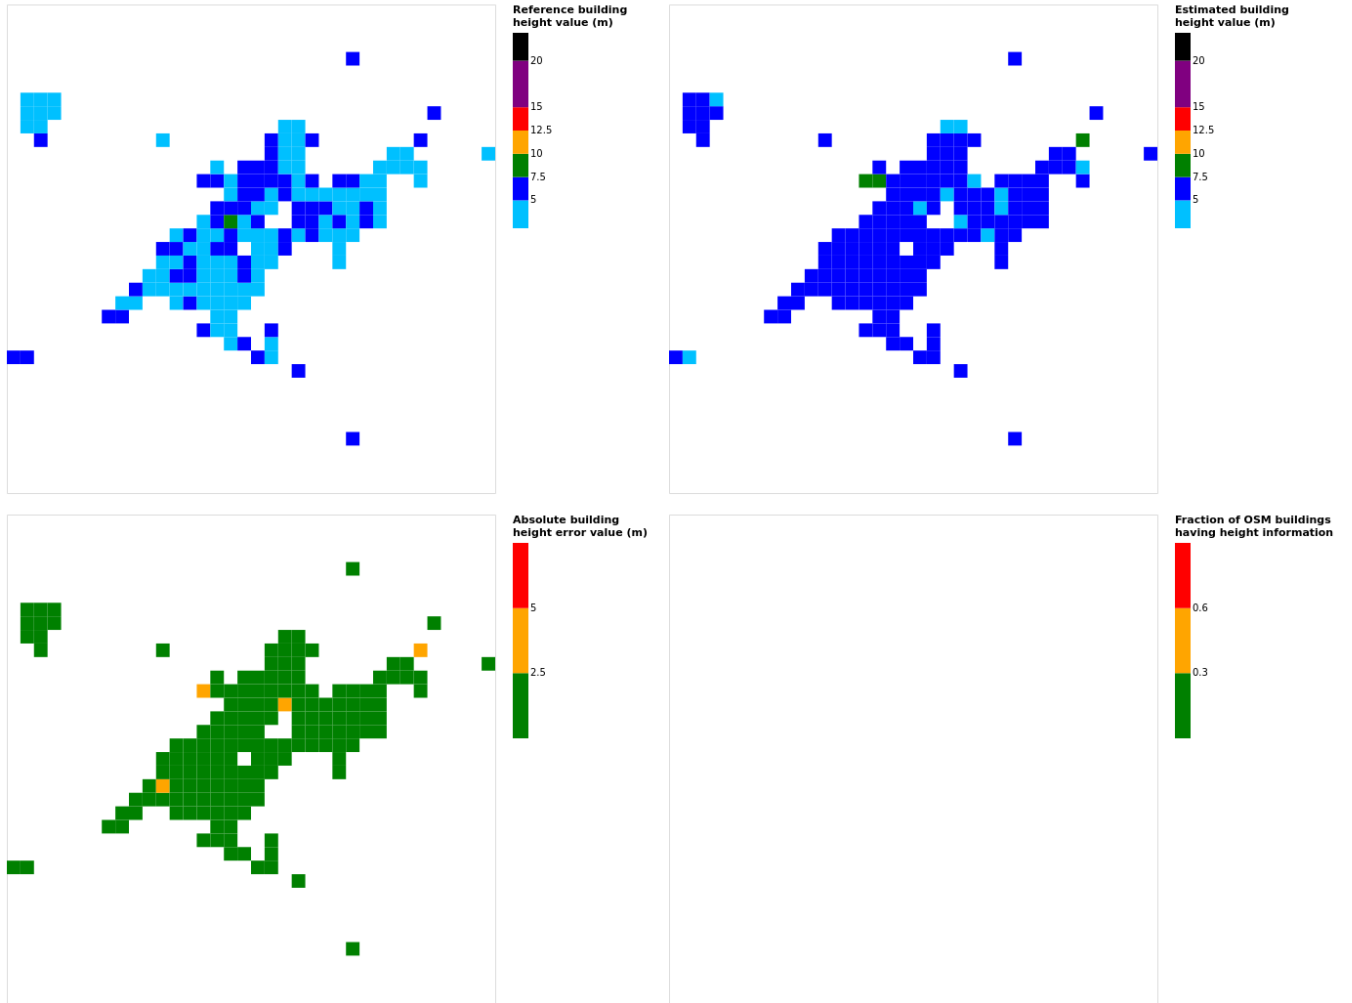 Reference building
height value (m)
20
15
12.5
10
7.5
5
Estimated building
height value (m)
20
15
12.5
10
7.5
5
Absolute building
height error value (m)
5
2.5
Fraction of OSM buildings
having height information
0.6
0.3